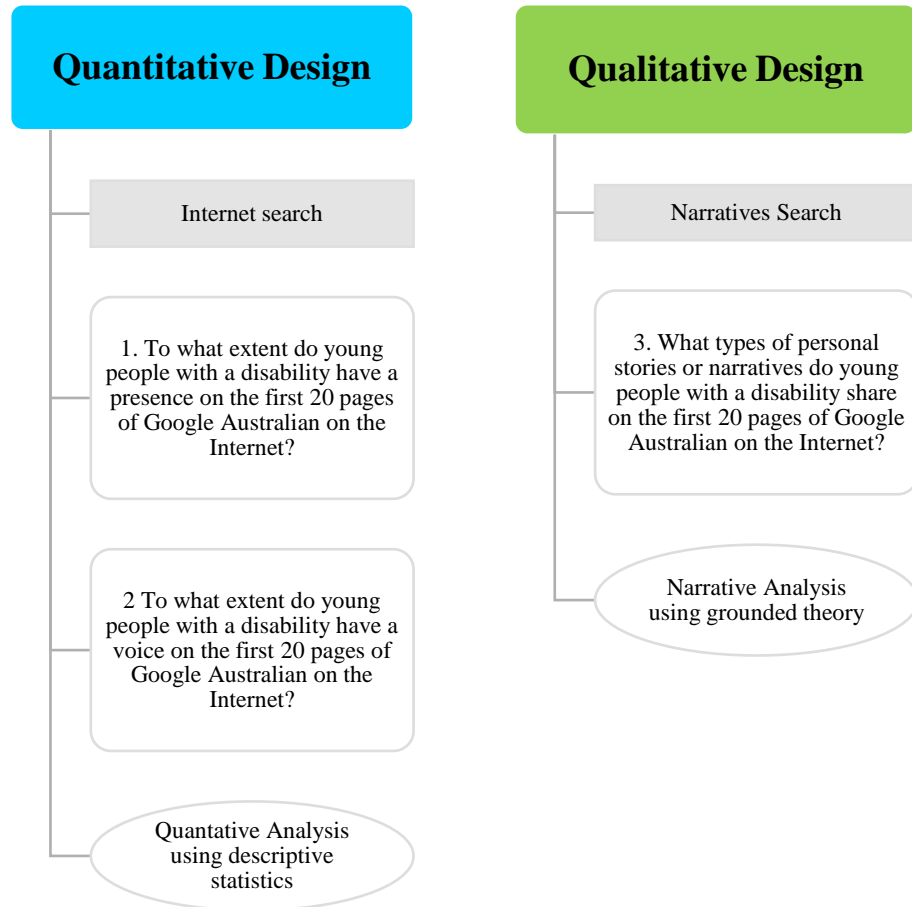 Quantitative Design
Internet search
1. To what extent do young
people with a disability have a
presence on the first 20 pages
of Google Australian on the
Internet?
2 To what extent do young
people with a disability have a
voice on the first 20 pages of
Google Australian on the
Internet?
Quantative Analysis
using descriptive
statistics
Qualitative Design
Narratives Search
3. What types of personal
stories or narratives do young
people with a disability share
on the first 20 pages of Google
Australian on the Internet?
Narrative Analysis
using grounded theory